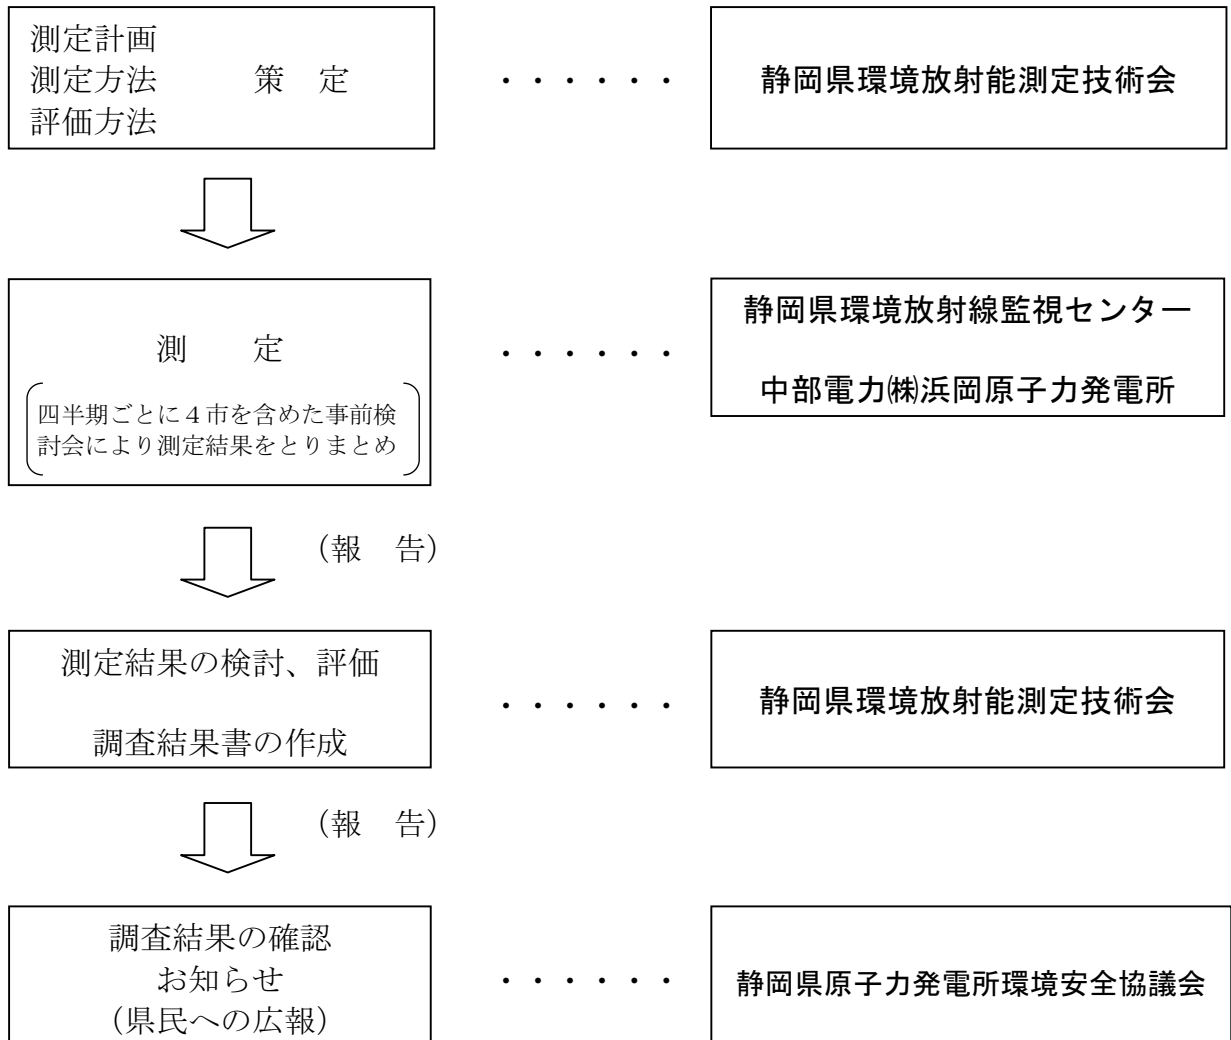 測定計画
測定方法　　　策　定
評価方法
・・・・・・
静岡県環境放射能測定技術会
測　　定
四半期ごとに４市を含めた事前検
討会により測定結果をとりまとめ
・・・・・・
静岡県環境放射線監視センター
中部電力㈱浜岡原子力発電所
（報　告）
測定結果の検討、評価
調査結果書の作成
・・・・・・
静岡県環境放射能測定技術会
（報　告）
調査結果の確認
お知らせ
（県民への広報）
・・・・・・
静岡県原子力発電所環境安全協議会